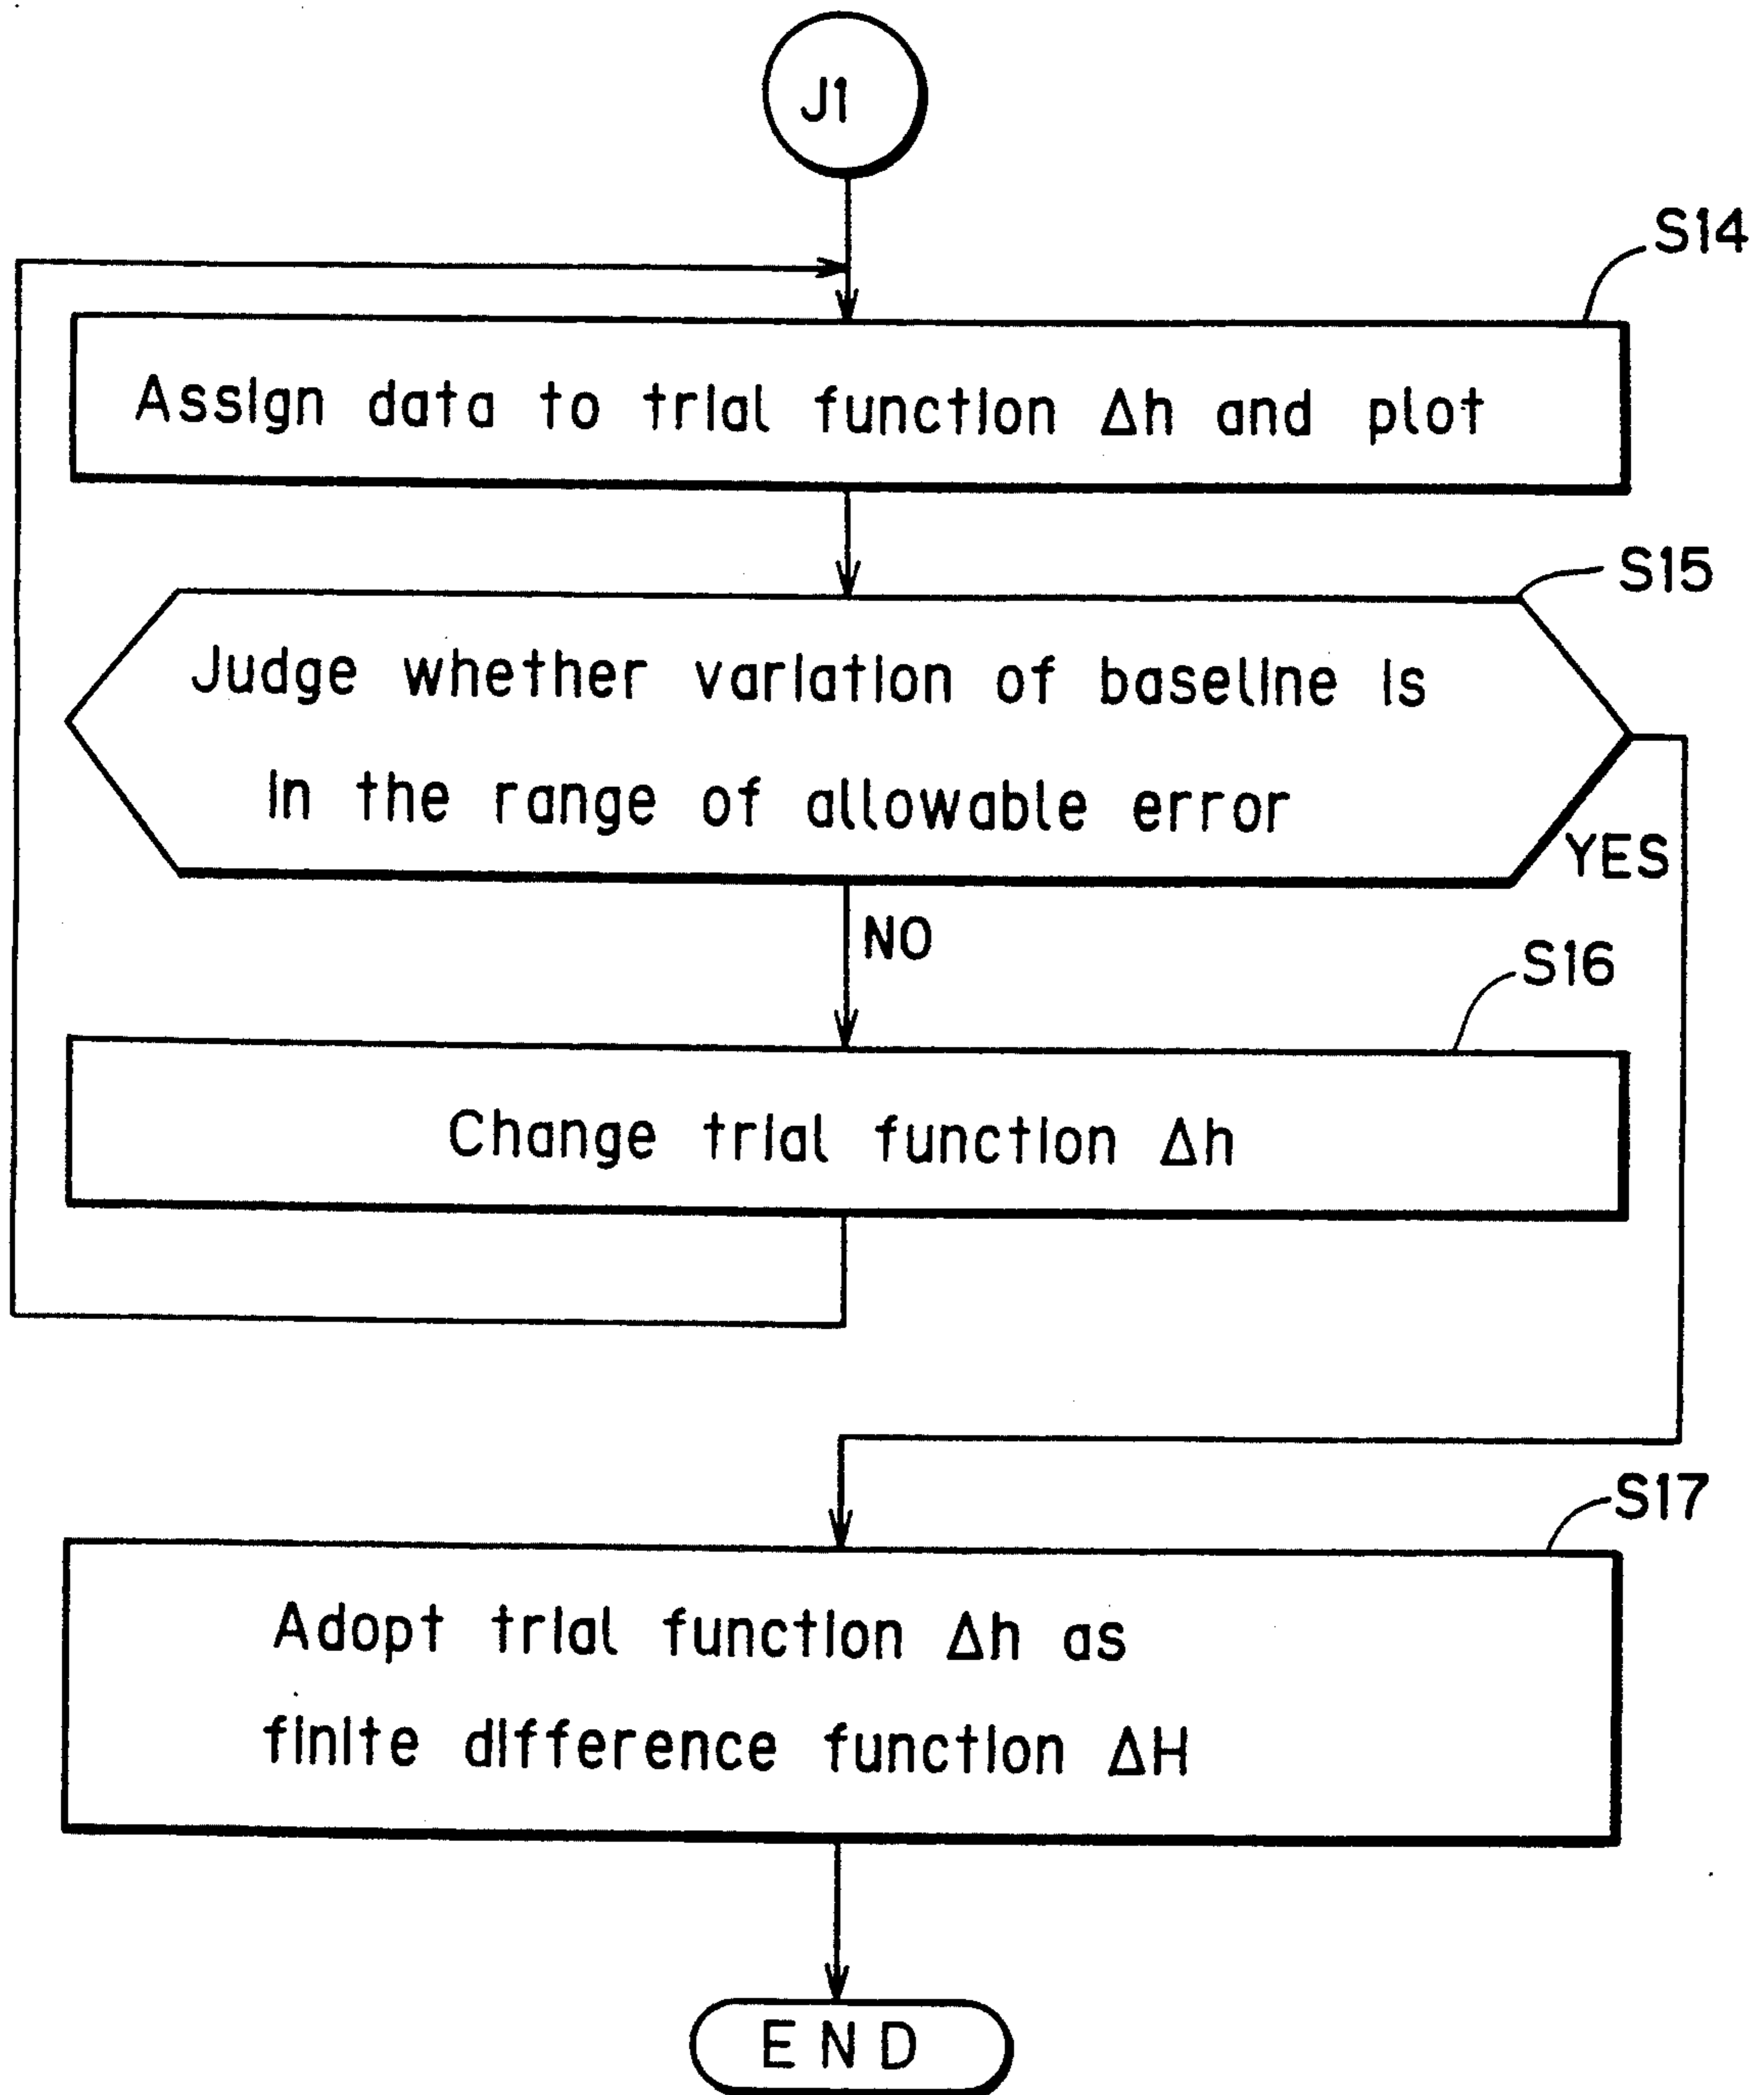 J1
S14
Assign data to trial function Δh and plot
S15
Judge whether variation of baseline is
in the range of allowable error
YES
NO
S16
Change trial function Δh
S17
Adopt trial function Δh as
finite difference function ΔH
END